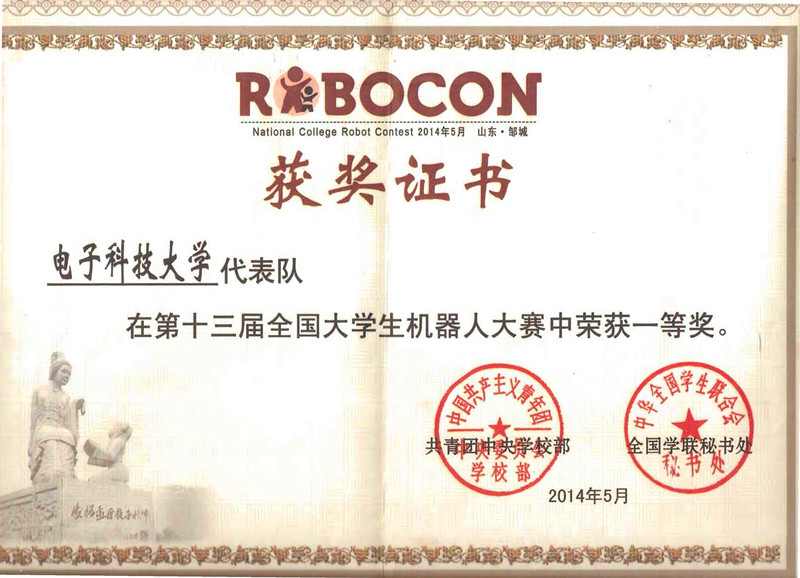 ROBOCON
National College Robot Contest 2014年5月 山东·邹城
获奖证书
电子科技大学代表队
在第十三届全国大学生机器人大赛中荣获一等奖。
中国共产主义青年团
中央委员会
学校部
共青团中央学校部
中华全国学生联合会
秘书处
全国学联秘书处
2014年5月